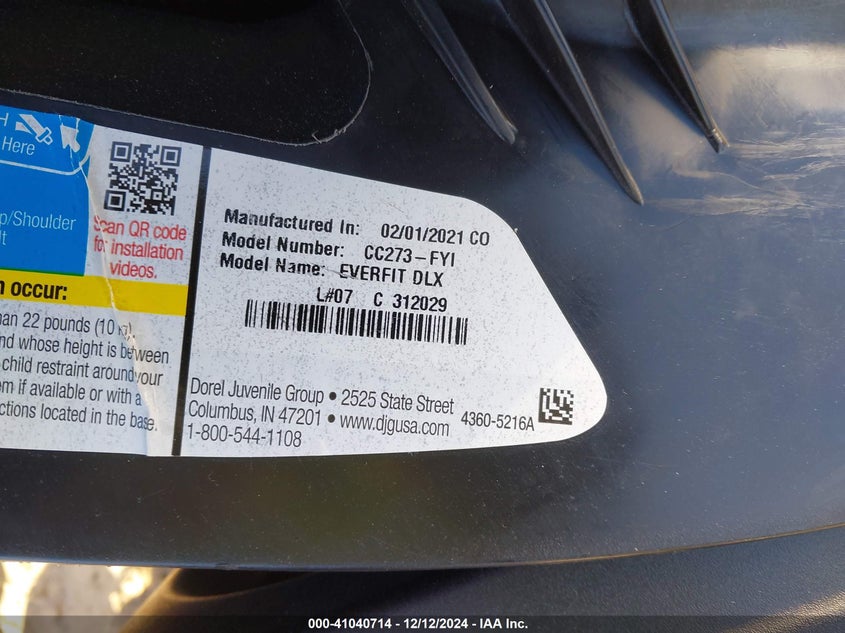 H
Here
p/Shoulder
lt
Scan QR code
for installation
videos.
n occur:
han 22 pounds (10 kg),
nd whose height is between
child restraint around your
em if available or with a
ctions located in the base.
Manufactured In: 02/01/2021 CO
Model Number: CC273-FYI
Model Name: EVERFIT DLX
L#07 C 312029
Dorel Juvenile Group • 2525 State Street
Columbus, IN 47201 • www.djgusa.com
1-800-544-1108
4360-5216A
000-41040714 - 12/12/2024 - IAA Inc.